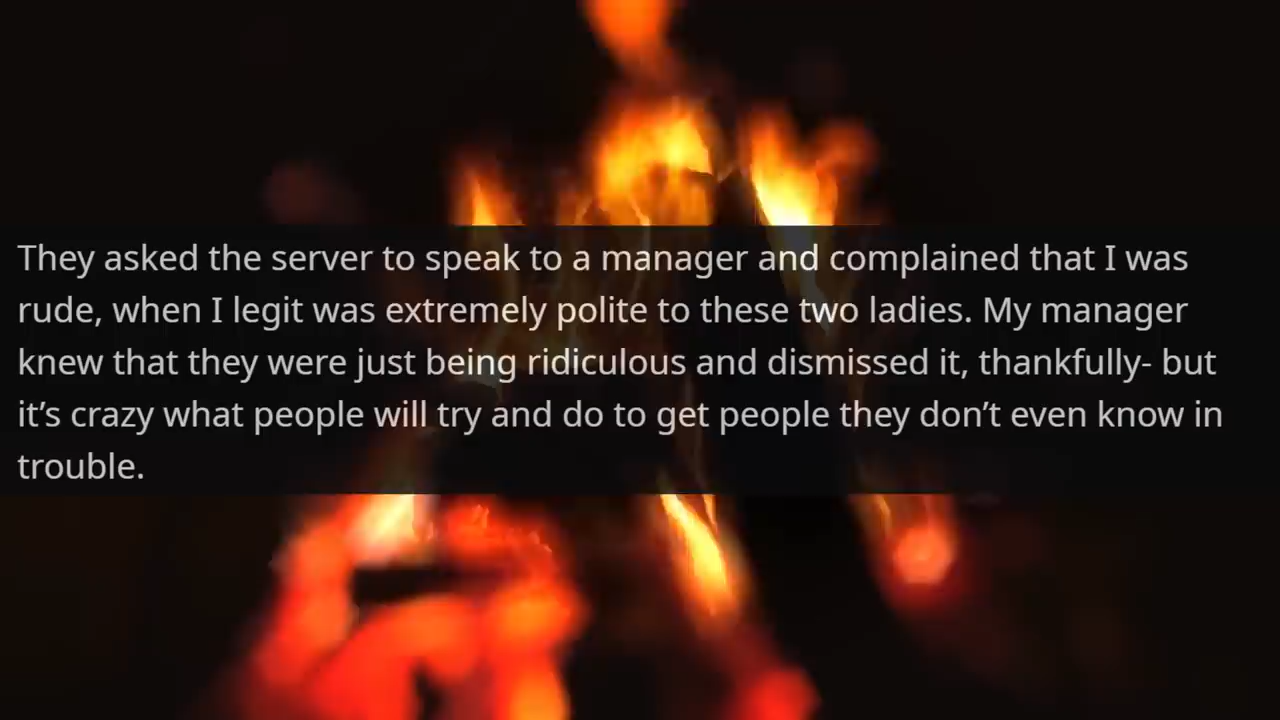 They asked the server to speak to a manager and complained that I was
rude, when I legit was extremely polite to these two ladies. My manager
knew that they were just being ridiculous and dismissed it, thankfully- but
it’s crazy what people will try and do to get people they don’t even know in
trouble.